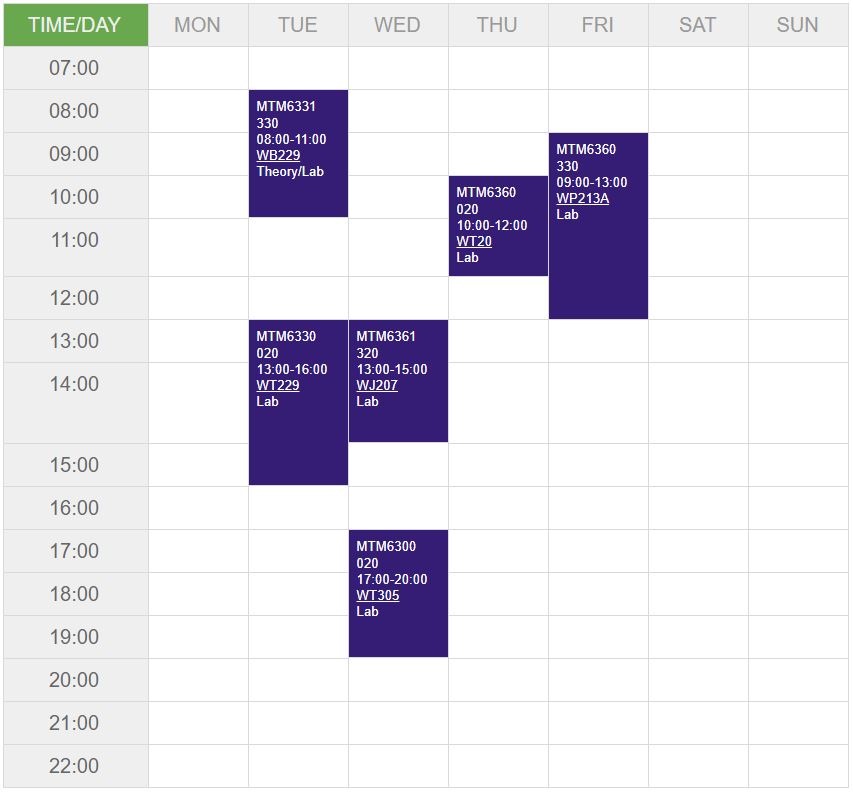 TIME/DAY MON TUE WED THU FRI SAT SUN
07:00
08:00
MTM6331
330
08:00-11:00
WB229
Theory/Lab
09:00
MTM6360
330
09:00-13:00
WP213A
Lab
10:00
MTM6360
020
10:00-12:00
WT20
Lab
11:00
12:00
13:00
MTM6330
020
13:00-16:00
WT229
Lab
MTM6361
320
13:00-15:00
WJ207
Lab
14:00
15:00
16:00
17:00
MTM6300
020
17:00-20:00
WT305
Lab
18:00
19:00
20:00
21:00
22:00